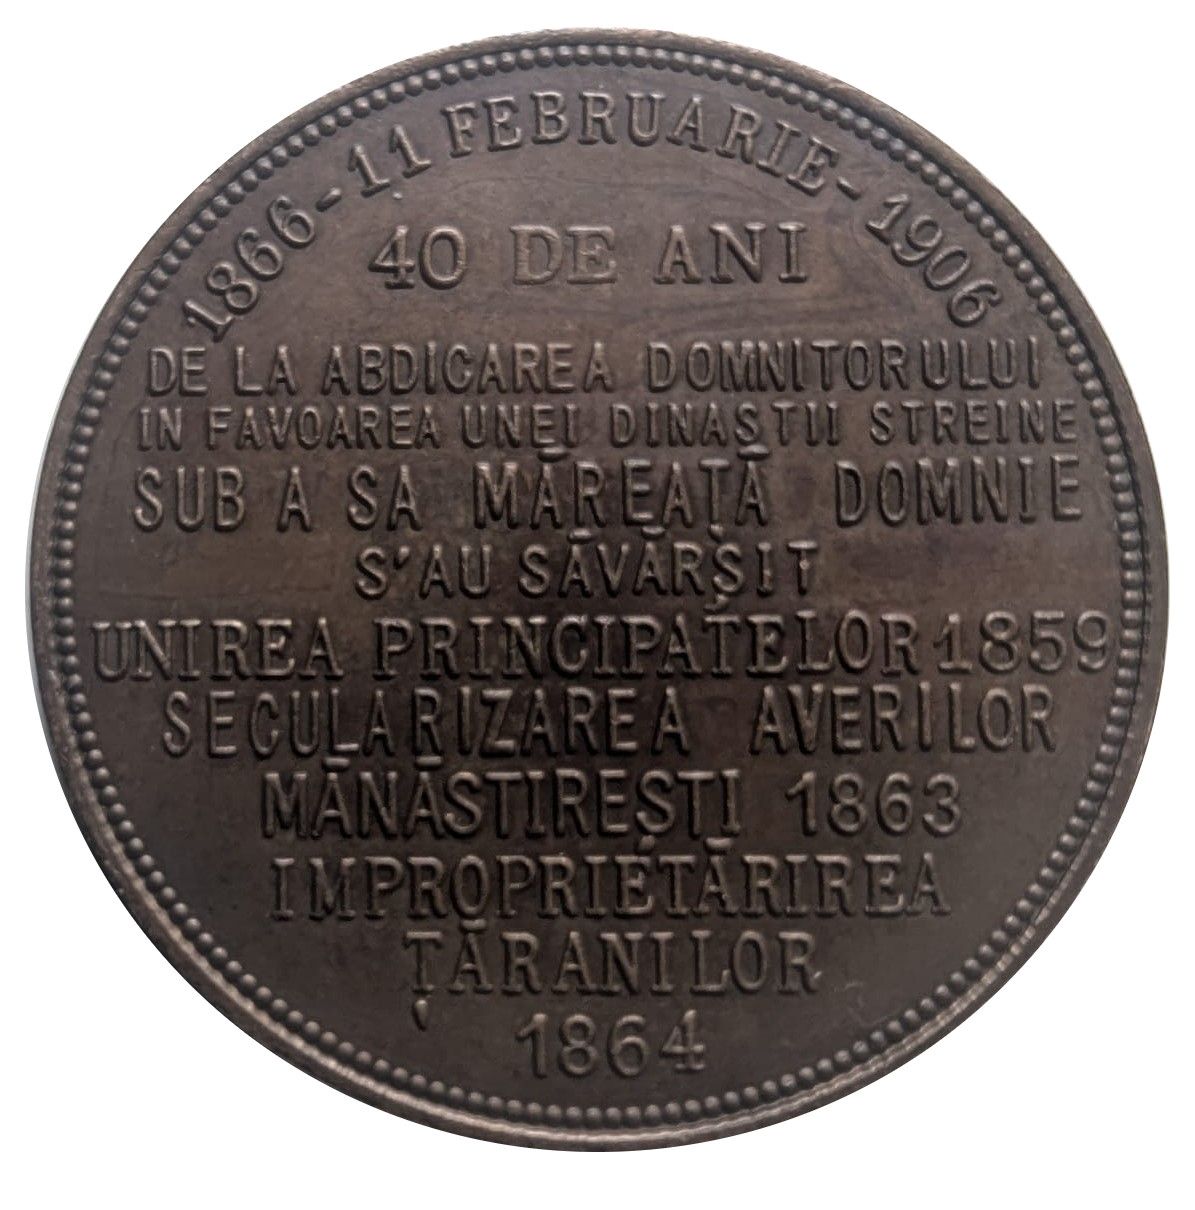 1866 - 11 FEBRUARIE - 1906
40 DE ANI
DE LA ABDICAREA DOMNITORULUI
IN FAVOAREA UNEI DINASTII STREINE
SUB A SA MĂREAȚĂ DOMNIE
S'AU SĂVĂRȘIT
UNIREA PRINCIPATELOR 1859
SECULARIZAREA AVERILOR
MĂNĂSTIREȘTI 1863
IMPROPRIETĂRIREA
ȚĂRANILOR
1864